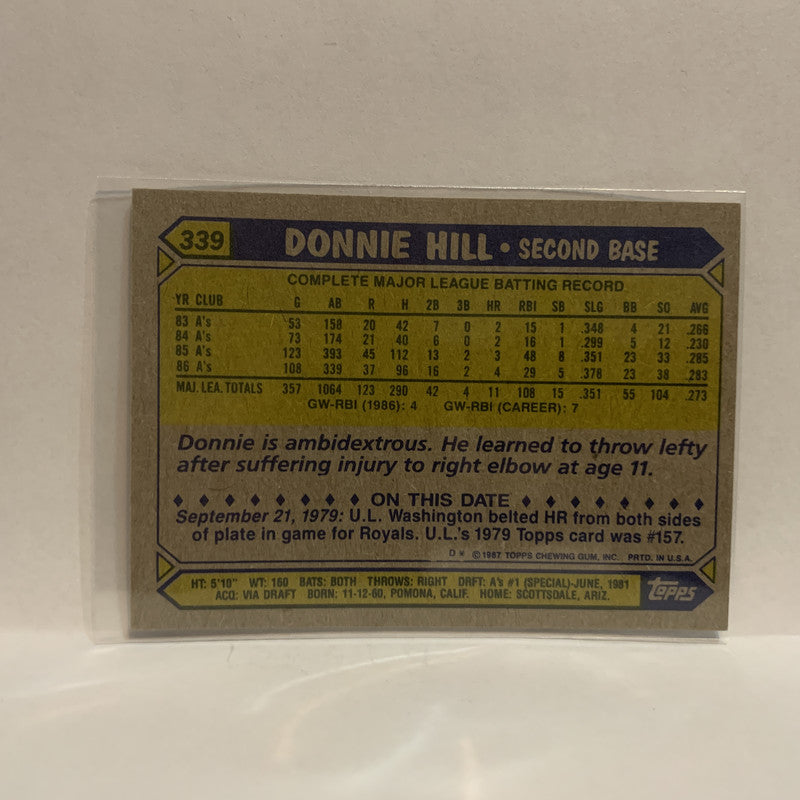 339 DONNIE HILL • SECOND BASE
COMPLETE MAJOR LEAGUE BATTING RECORD
YR CLUB G AB R H 2B 3B HR RBI SB SLG BB SO AVG
83 A's 53 158 20 42 7 0 2 15 1 .348 4 21 .266
84 A's 73 174 21 40 6 0 2 16 1 .299 5 12 .230
85 A's 123 393 45 112 13 2 3 48 8 .351 23 33 .285
86 A's 108 339 37 96 16 2 4 29 5 .378 23 38 .283
MAJ. LEA. TOTALS 357 1064 123 290 42 4 11 108 15 .351 55 104 .273
GW-RBI (1986): 4 GW-RBI (CAREER): 7
Donnie is ambidextrous. He learned to throw lefty
after suffering injury to right elbow at age 11.
♦ ♦ ♦ ♦ ♦ ♦ ♦ ♦ ON THIS DATE ♦ ♦ ♦ ♦ ♦ ♦ ♦ ♦
September 21, 1979: U.L. Washington belted HR from both sides
of plate in game for Royals. U.L.'s 1979 Topps card was #157.
D* © 1987 TOPPS CHEWING GUM, INC. PRTD. IN U.S.A.
HT: 5'10" WT: 160 BATS: BOTH THROWS: RIGHT DRFT: A's #1 (SPECIAL)-JUNE, 1981
ACQ: VIA DRAFT BORN: 11-12-60, POMONA, CALIF. HOME: SCOTTSDALE, ARIZ.
topps